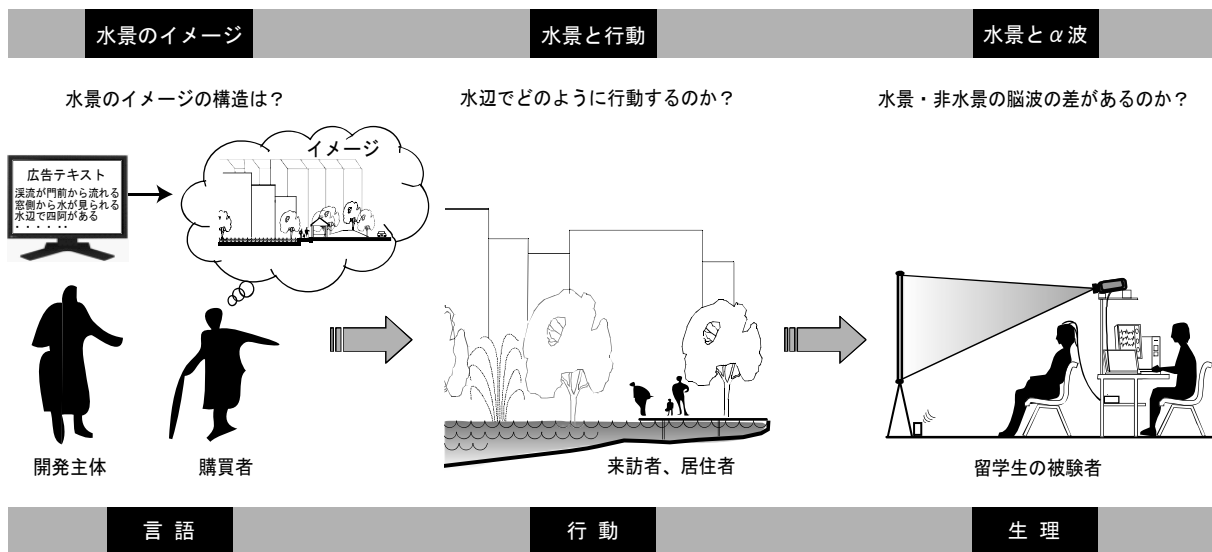 水景のイメージ
水景と行動
水景とα波
水景のイメージの構造は？
水辺でどのように行動するのか？
水景・非水景の脳波の差があるのか？
イメージ
広告テキスト
渓流が門前から流れる
窓側から水が見られる
水辺で四阿がある
・・・・・・
開発主体
購買者
来訪者、居住者
留学生の被験者
言 語
行 動
生 理